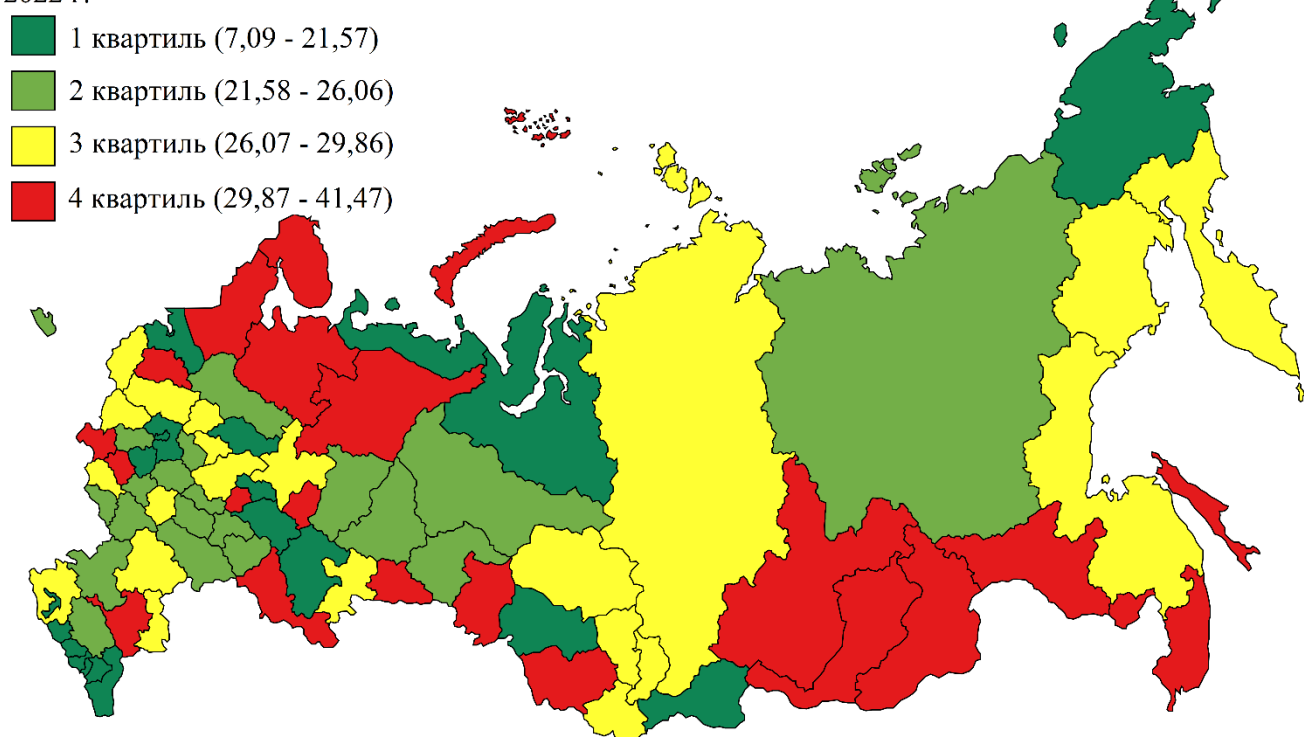 1 квартиль (7,09 - 21,57)
2 квартиль (21,58 - 26,06)
3 квартиль (26,07 - 29,86)
4 квартиль (29,87 - 41,47)